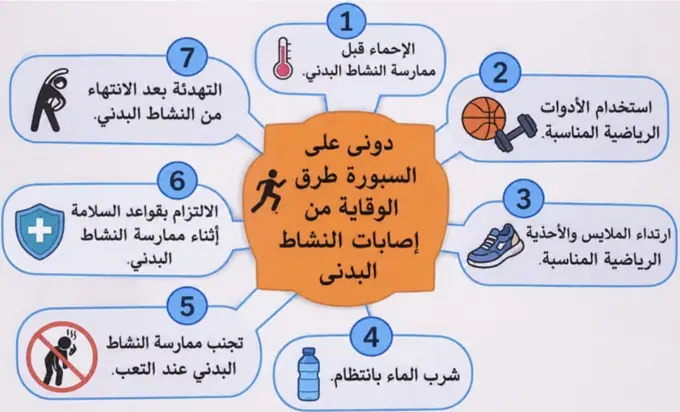 دونى على
السبورة طرق
الوقاية من
إصابات النشاط
البدنى
1
الإحماء قبل
ممارسة النشاط البدني.
2
استخدام الأدوات
الرياضية المناسبة.
3
ارتداء الملابس والأحذية
الرياضية المناسبة.
4
شرب الماء بانتظام.
5
تجنب ممارسة النشاط
البدني عند التعب.
6
الالتزام بقواعد السلامة
أثناء ممارسة النشاط
البدني.
7
التهدئة بعد الانتهاء
من النشاط البدني.